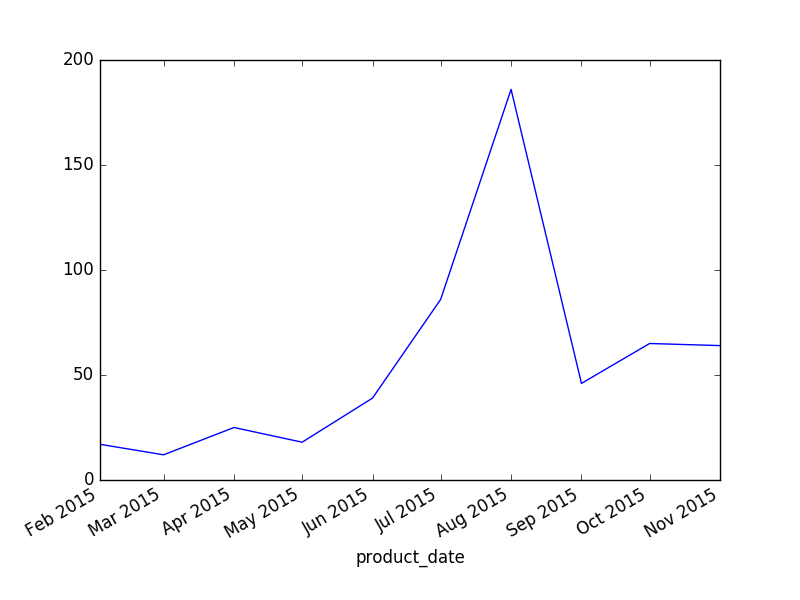 200
150
100
50
0
Feb 2015
Mar 2015
Apr 2015
May 2015
Jun 2015
Jul 2015
Aug 2015
Sep 2015
Oct 2015
Nov 2015
product_date